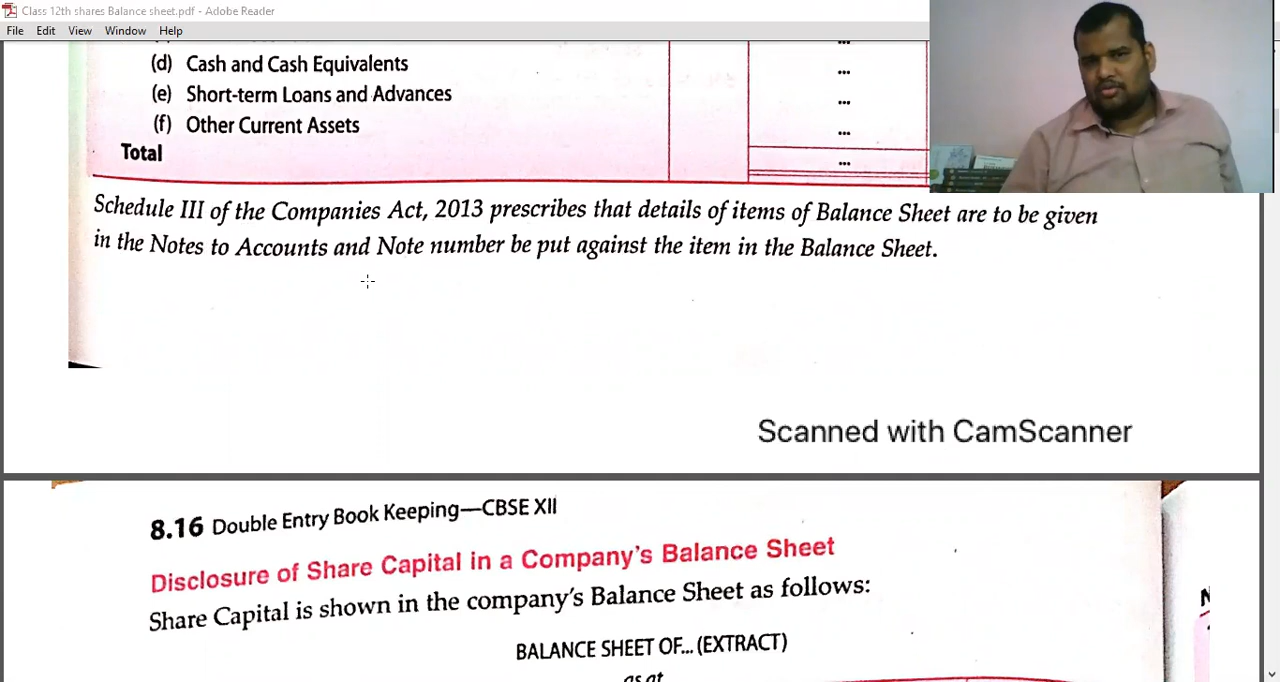 Class 12th shares Balance sheet.pdf - Adobe Reader
File Edit View Window Help
(d) Cash and Cash Equivalents ...
(e) Short-term Loans and Advances ...
(f) Other Current Assets ...
Total ...
Schedule III of the Companies Act, 2013 prescribes that details of items of Balance Sheet are to be given
in the Notes to Accounts and Note number be put against the item in the Balance Sheet.
Scanned with CamScanner
8.16 Double Entry Book Keeping—CBSE XII
Disclosure of Share Capital in a Company's Balance Sheet
Share Capital is shown in the company's Balance Sheet as follows:
BALANCE SHEET OF... (EXTRACT)
as at